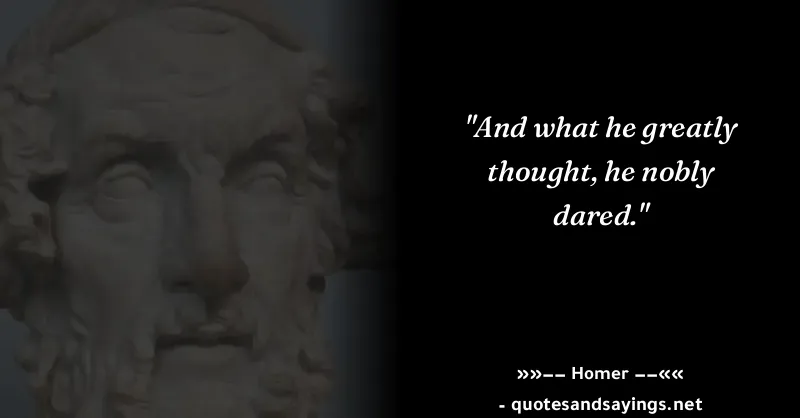 "And what he greatly
thought, he nobly
dared."
»»−− Homer −−««
- quotesandsayings.net